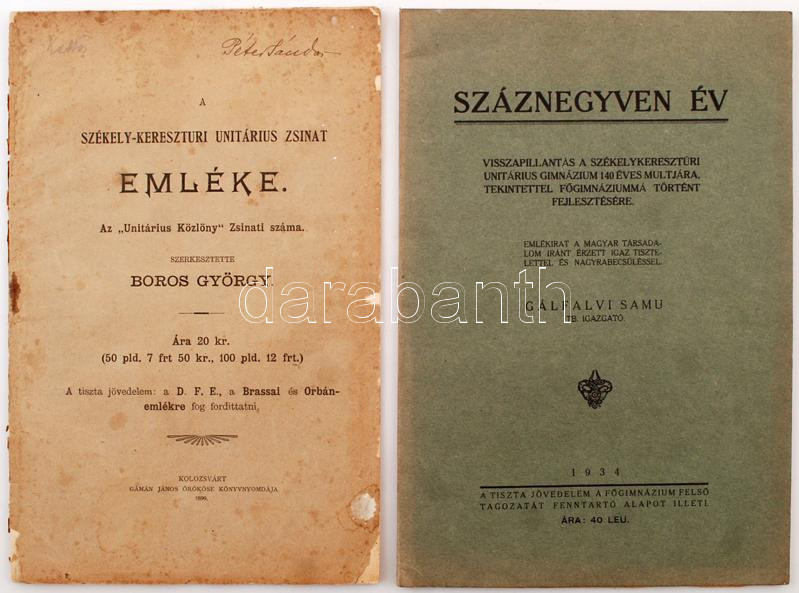 Péter Sándor
A
SZÉKELY-KERESZTURI UNITÁRIUS ZSINAT
EMLÉKE.
Az „Unitárius Közlöny" Zsinati száma.
SZERKESZTETTE
BOROS GYÖRGY.
Ára 20 kr.
(50 pld. 7 frt 50 kr., 100 pld. 12 frt.)
A tiszta jövedelem: a D. F. E., a Brassai és Orbán-
emlékre fog fordittatni.
KOLOZSVÁRT
GÁMÁN JÁNOS ÖRÖKÖSE KÖNYVNYOMDÁJA
1899.
SZÁZNEGYVEN ÉV
VISSZAPILLANTÁS A SZÉKELYKERESZTÚRI
UNITÁRIUS GIMNÁZIUM 140 ÉVES MULTJÁRA,
TEKINTETTEL FŐGIMNÁZIUMMÁ TÖRTÉNT
FEJLESZTÉSÉRE.
EMLÉKIRAT A MAGYAR TÁRSADA-
LOM IRÁNT ÉRZETT IGAZ TISZTE-
LETTEL ÉS NAGYRABECSÜLÉSSEL.
GÁLFALVI SAMU
TB. IGAZGATÓ.
1934
A TISZTA JÖVEDELEM A FŐGIMNÁZIUM FELSŐ
TAGOZATÁT FENNTARTÓ ALAPOT ILLETI.
ÁRA: 40 LEU.
darabanth